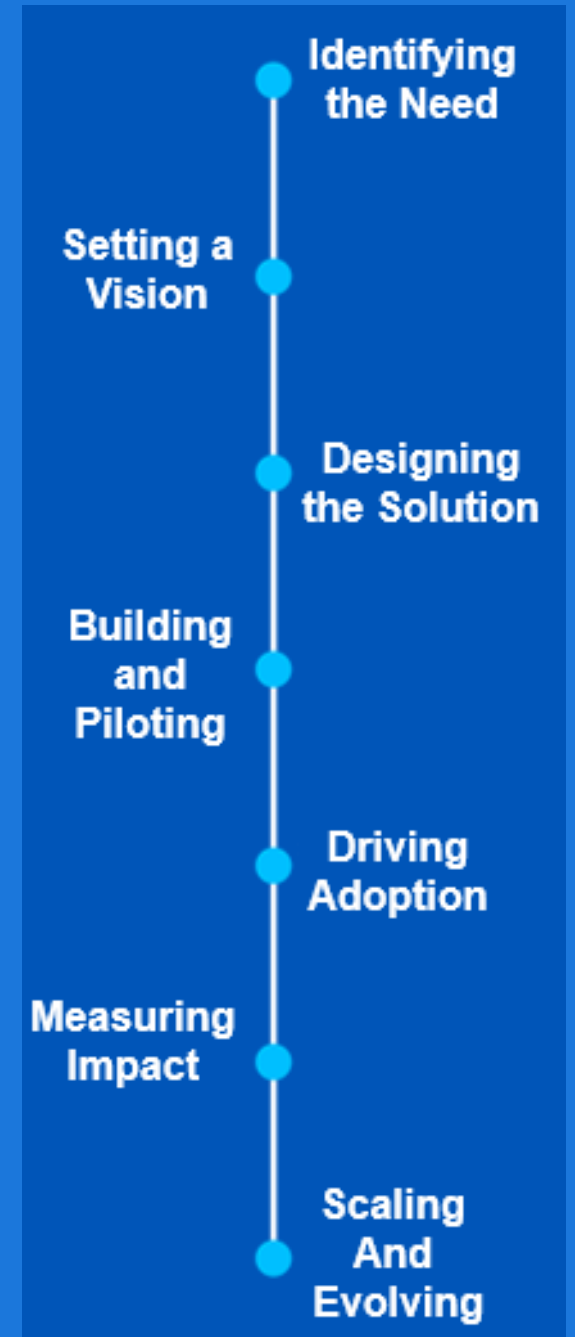 Identifying
the Need
Setting a
Vision
Designing
the Solution
Building
and
Piloting
Driving
Adoption
Measuring
Impact
Scaling
And
Evolving